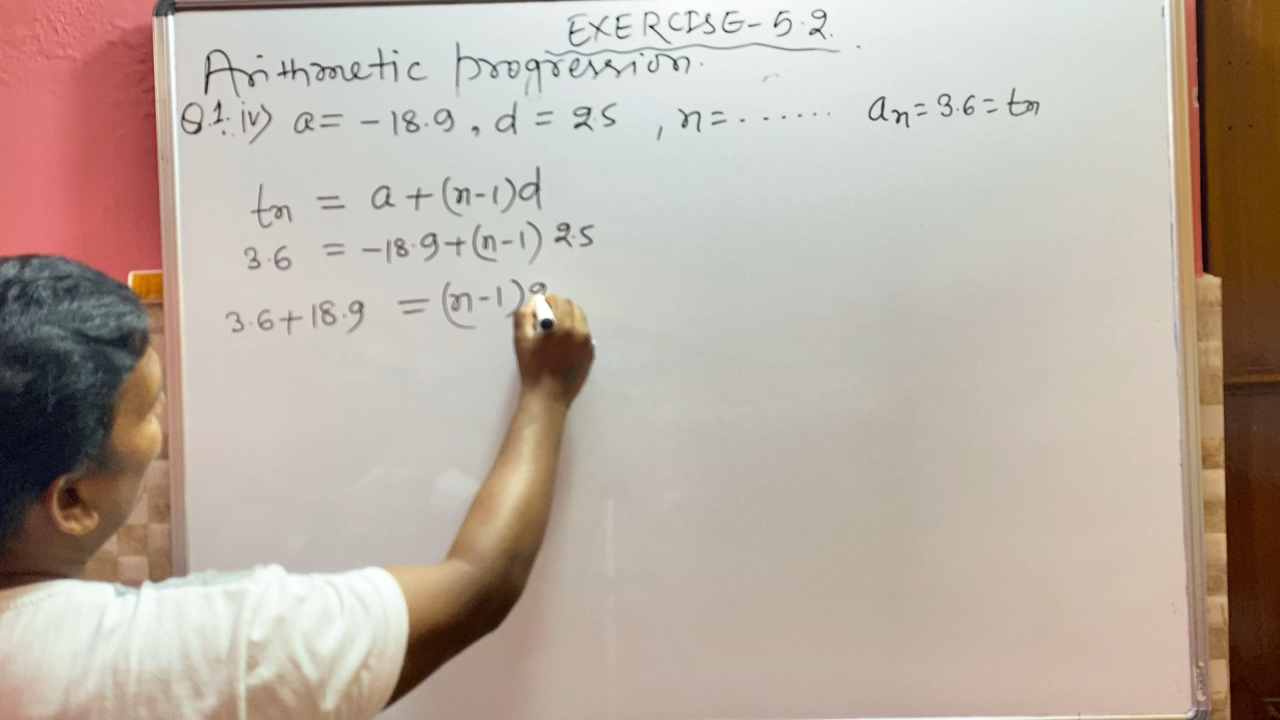 EXERCISE-5.2.
Arithmetic progression.
Q.1. iv) a = -18.9, d = 2.5, n = ....... an = 3.6 = tn
tn = a + (n-1)d
3.6 = -18.9 + (n-1) 2.5
3.6 + 18.9 = (n-1)